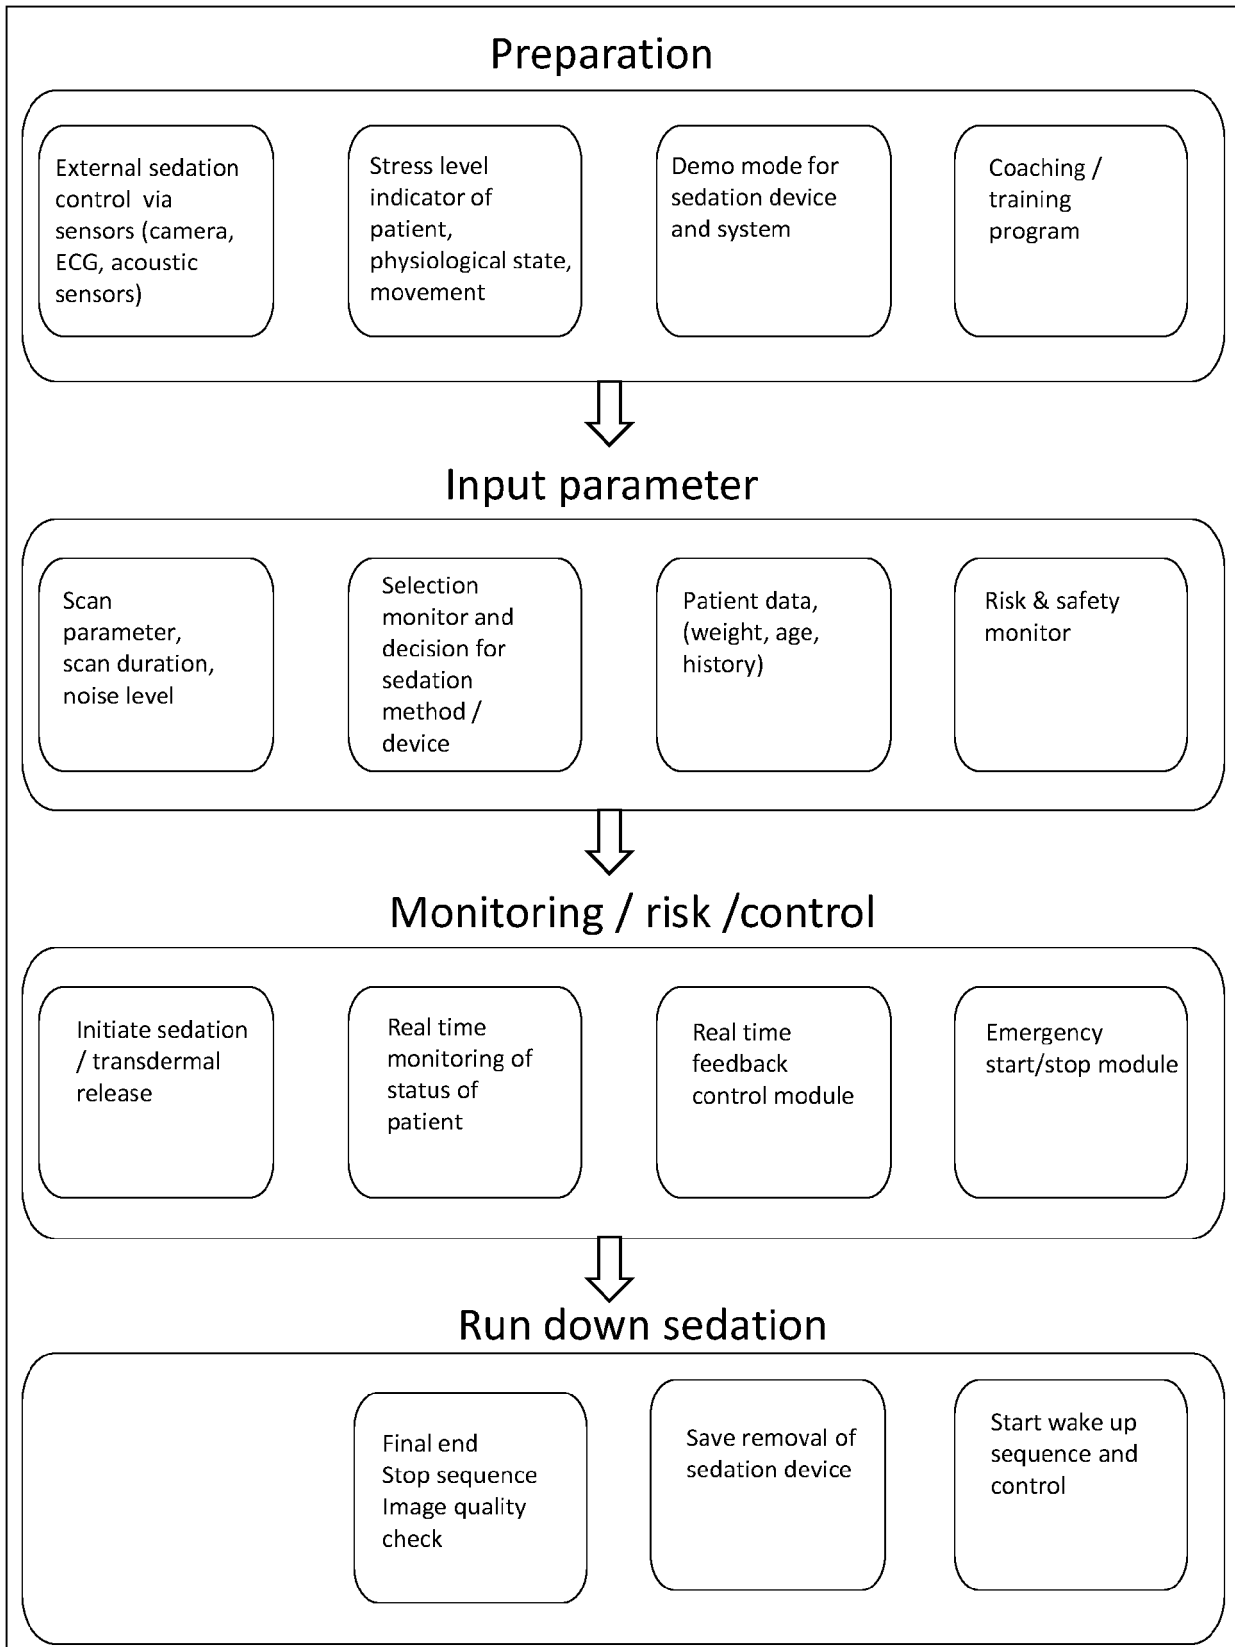 Preparation
External sedation
control via
sensors (camera,
ECG, acoustic
sensors)
Stress level
indicator of
patient,
physiological state,
movement
Demo mode for
sedation device
and system
Coaching /
training
program
Input parameter
Scan
parameter,
scan duration,
noise level
Selection
monitor and
decision for
sedation
method /
device
Patient data,
(weight, age,
history)
Risk & safety
monitor
Monitoring / risk /control
Initiate sedation
/ transdermal
release
Real time
monitoring of
status of
patient
Real time
feedback
control module
Emergency
start/stop module
Run down sedation
Final end
Stop sequence
Image quality
check
Save removal of
sedation device
Start wake up
sequence and
control